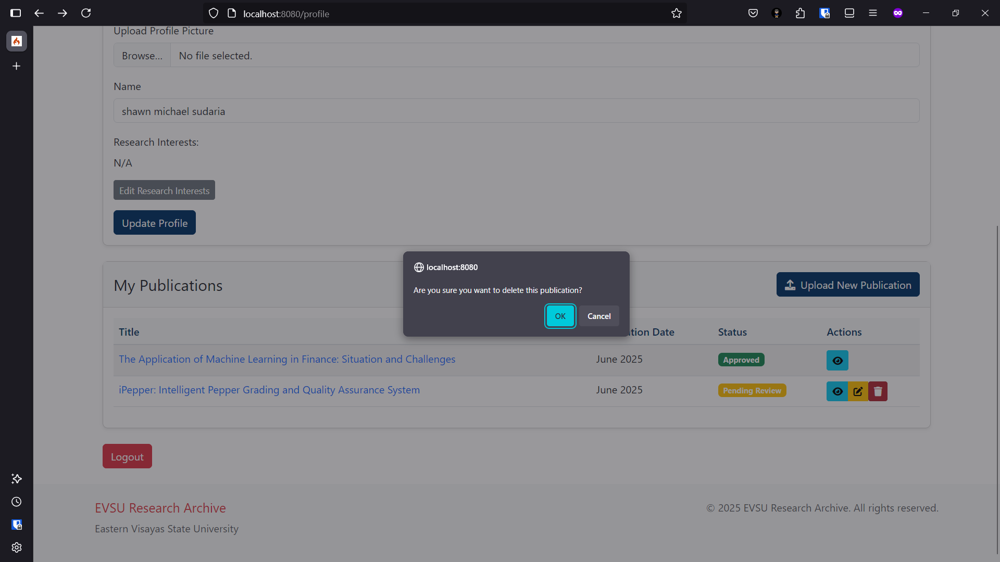 localhost:8080/profile
Upload Profile Picture
Browse... No file selected.
Name
shawn michael sudaria
Research Interests:
N/A
Edit Research Interests
Update Profile
localhost:8080
Are you sure you want to delete this publication?
OK Cancel
My Publications
Upload New Publication
Title tion Date Status Actions
The Application of Machine Learning in Finance: Situation and Challenges June 2025 Approved
iPepper: Intelligent Pepper Grading and Quality Assurance System June 2025 Pending Review
Logout
EVSU Research Archive
© 2025 EVSU Research Archive. All rights reserved.
Eastern Visayas State University